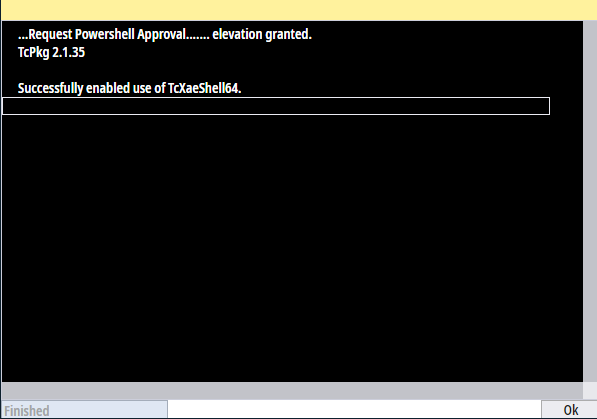 ...Request Powershell Approval....... elevation granted.
TcPkg 2.1.35
Successfully enabled use of TcXaeShell64.
Finished
Ok